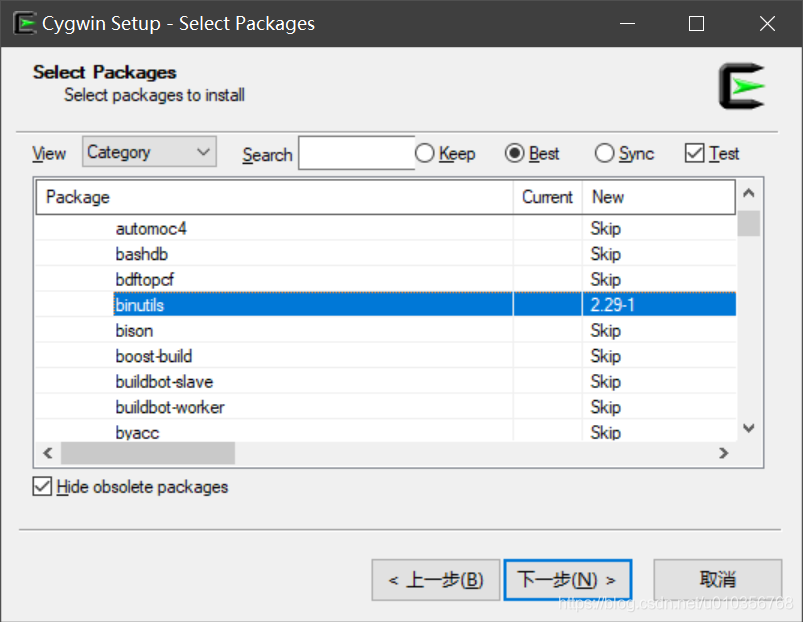 Cygwin Setup - Select Packages
Select Packages
Select packages to install
View Category Search Keep Best Sync Test
Package Current New
automoc4 Skip
bashdb Skip
bdftopcf Skip
binutils 2.29-1
bison Skip
boost-build Skip
buildbot-slave Skip
buildbot-worker Skip
byacc Skip
Hide obsolete packages
< 上一步(B) 下一步(N) > 取消
https://blog.csdn.net/u010356768